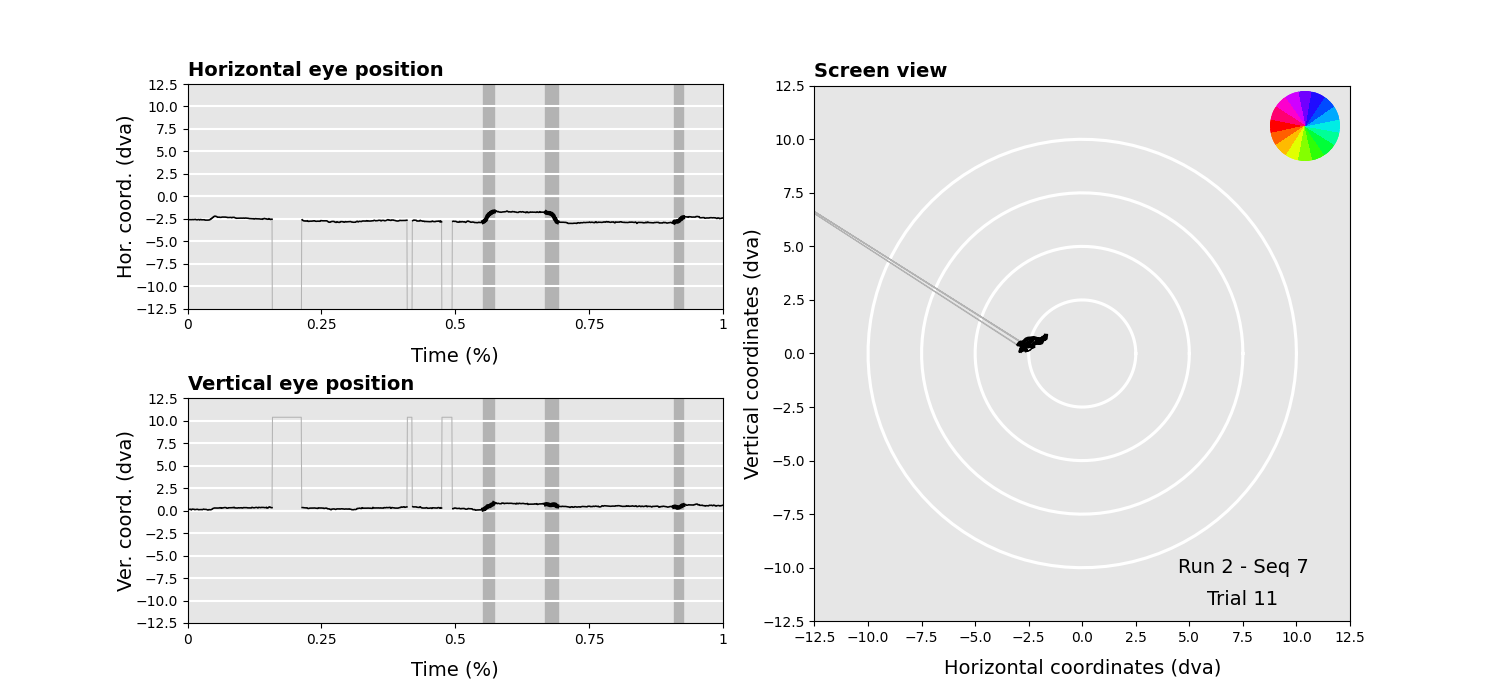 Horizontal eye position
Hor. coord. (dva)
12.5
10.0
7.5
5.0
2.5
0.0
−2.5
−5.0
−7.5
−10.0
−12.5
0 0.25 0.5 0.75 1
Time (%)
Vertical eye position
Ver. coord. (dva)
12.5
10.0
7.5
5.0
2.5
0.0
−2.5
−5.0
−7.5
−10.0
−12.5
0 0.25 0.5 0.75 1
Time (%)
Screen view
Vertical coordinates (dva)
12.5
10.0
7.5
5.0
2.5
0.0
−2.5
−5.0
−7.5
−10.0
−12.5
Run 2 - Seq 7
Trial 11
−12.5 −10.0 −7.5 −5.0 −2.5 0.0 2.5 5.0 7.5 10.0 12.5
Horizontal coordinates (dva)